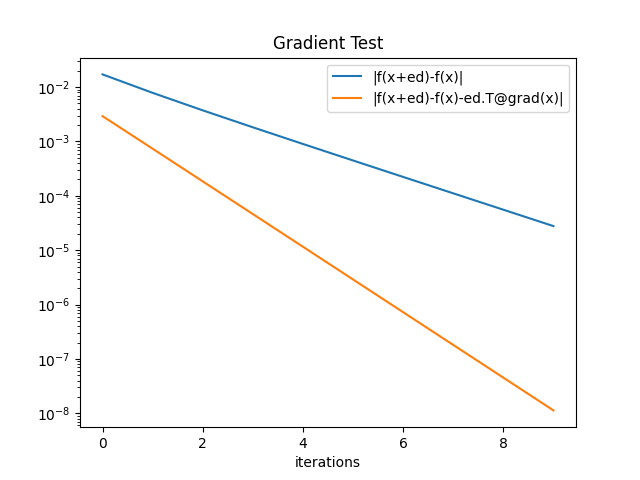 Gradient Test
|f(x+ed)-f(x)|
|f(x+ed)-f(x)-ed.T@grad(x)|
10⁻²
10⁻³
10⁻⁴
10⁻⁵
10⁻⁶
10⁻⁷
10⁻⁸
0 2 4 6 8
iterations